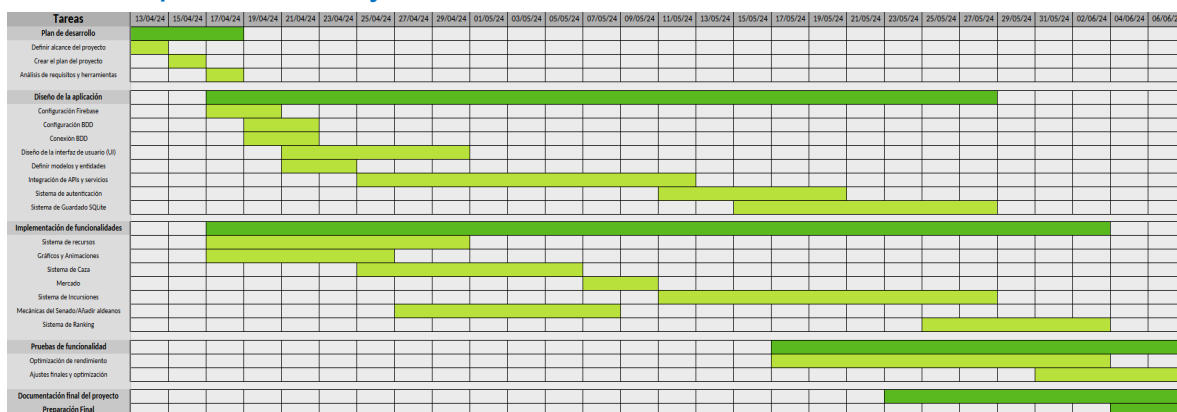 Tareas 13/04/24 15/04/24 17/04/24 19/04/24 21/04/24 23/04/24 25/04/24 27/04/24 29/04/24 01/05/24 03/05/24 05/05/24 07/05/24 09/05/24 11/05/24 13/05/24 15/05/24 17/05/24 19/05/24 21/05/24 23/05/24 25/05/24 27/05/24 29/05/24 31/05/24 02/06/24 04/06/24 06/06/2
Plan de desarrollo
Definir alcance del proyecto
Crear el plan del proyecto
Análisis de requisitos y herramientas
Diseño de la aplicación
Configuración Firebase
Configuración BDD
Conexión BDD
Diseño de la interfaz de usuario (UI)
Definir modelos y entidades
Integración de APIs y servicios
Sistema de autenticación
Sistema de Guardado SQLite
Implementación de funcionalidades
Sistema de recursos
Gráficos y Animaciones
Sistema de Caza
Mercado
Sistema de Incursiones
Mecánicas del Senado/Añadir aldeanos
Sistema de Ranking
Pruebas de funcionalidad
Optimización de rendimiento
Ajustes finales y optimización
Documentación final del proyecto
Preparación Final